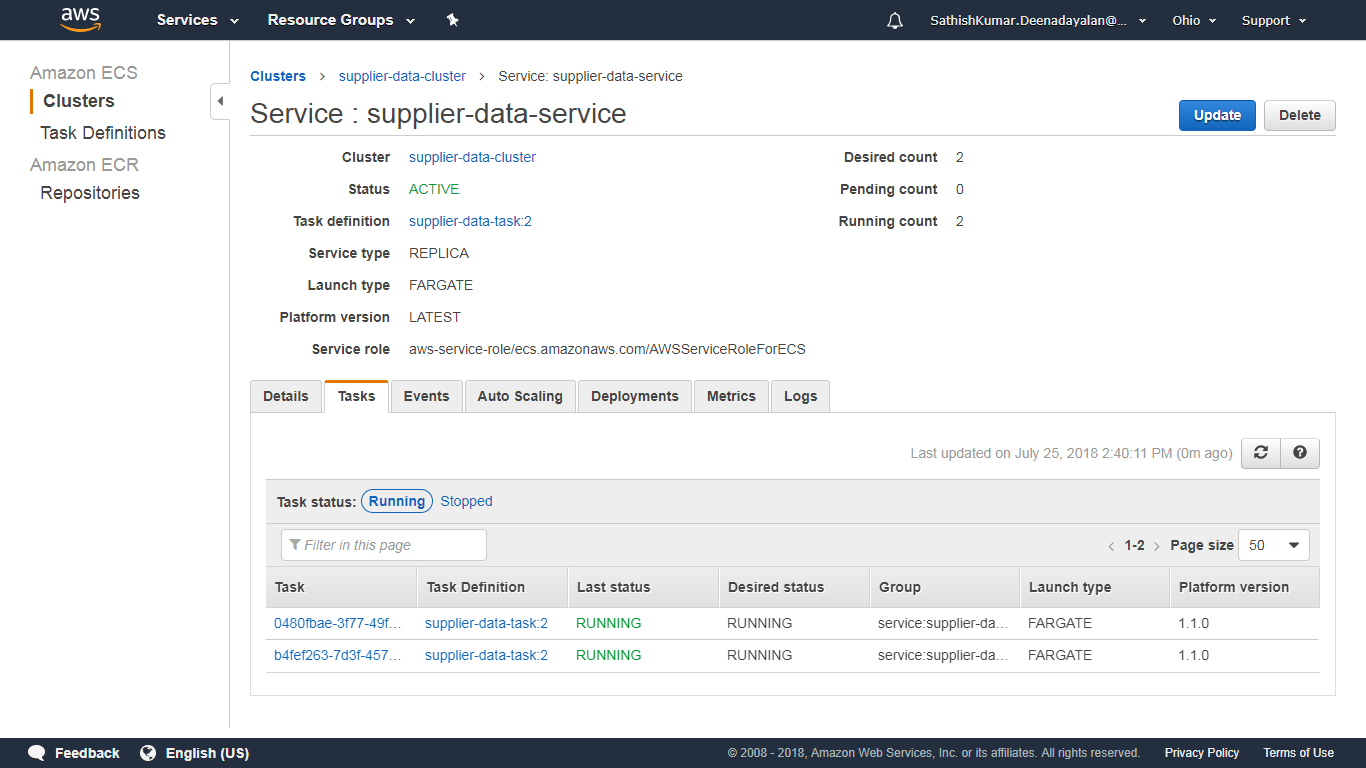 aws Services Resource Groups SathishKumar.Deenadayalan@... Ohio Support
Amazon ECS
Clusters
Task Definitions
Amazon ECR
Repositories
Clusters > supplier-data-cluster > Service: supplier-data-service
Service : supplier-data-service Update Delete
Cluster supplier-data-cluster Desired count 2
Status ACTIVE Pending count 0
Task definition supplier-data-task:2 Running count 2
Service type REPLICA
Launch type FARGATE
Platform version LATEST
Service role aws-service-role/ecs.amazonaws.com/AWSServiceRoleForECS
Details Tasks Events Auto Scaling Deployments Metrics Logs
Last updated on July 25, 2018 2:40:11 PM (0m ago)
Task status: Running Stopped
Filter in this page < 1-2 > Page size 50
Task Task Definition Last status Desired status Group Launch type Platform version
0480fbae-3f77-49f... supplier-data-task:2 RUNNING RUNNING service:supplier-da... FARGATE 1.1.0
b4fef263-7d3f-457... supplier-data-task:2 RUNNING RUNNING service:supplier-da... FARGATE 1.1.0
Feedback English (US) © 2008 - 2018, Amazon Web Services, Inc. or its affiliates. All rights reserved. Privacy Policy Terms of Use